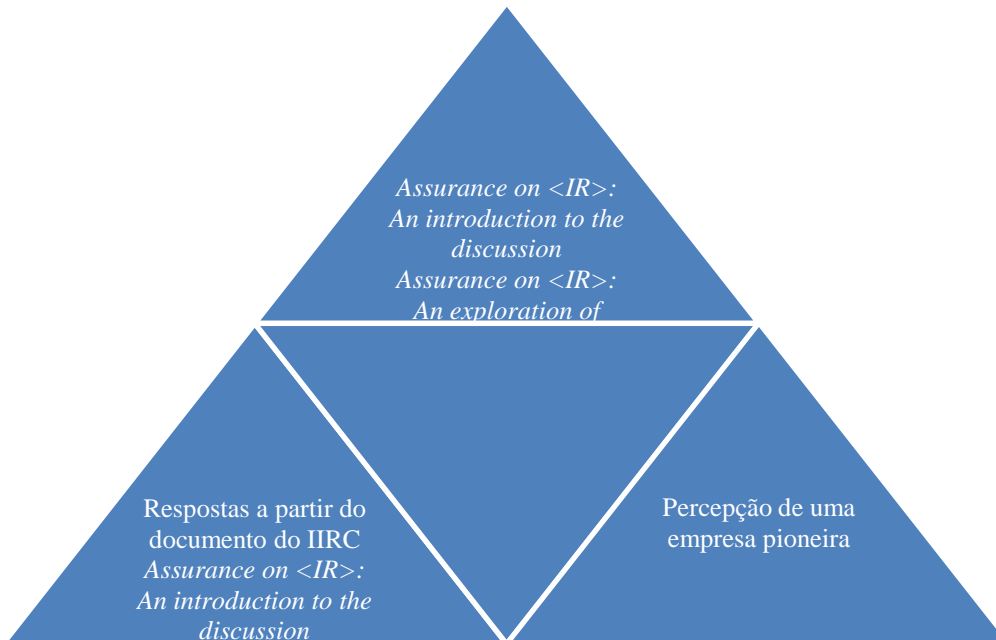 Assurance on <IR>:
An introduction to the
discussion
Assurance on <IR>:
An exploration of
Respostas a partir do
documento do IIRC
Assurance on <IR>:
An introduction to the
discussion
Percepção de uma
empresa pioneira